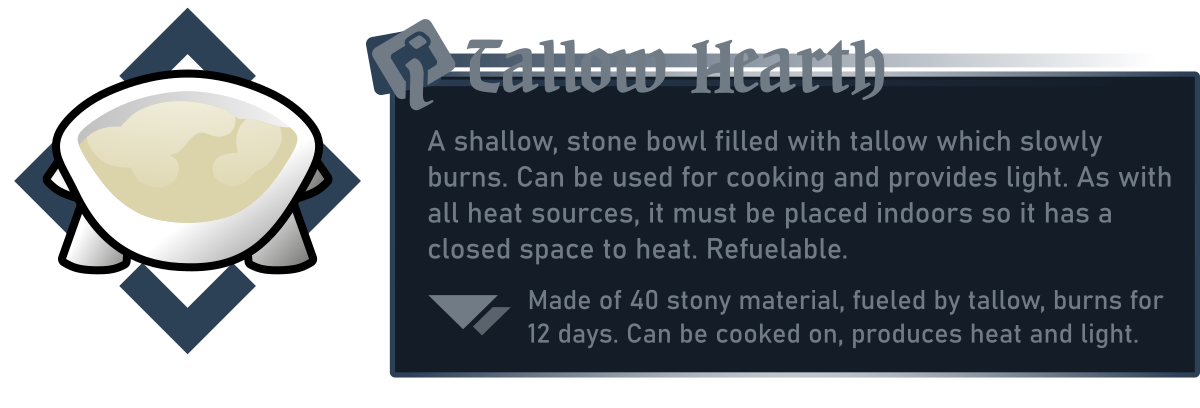 Tallow Hearth
A shallow, stone bowl filled with tallow which slowly
burns. Can be used for cooking and provides light. As with
all heat sources, it must be placed indoors so it has a
closed space to heat. Refuelable.
Made of 40 stony material, fueled by tallow, burns for
12 days. Can be cooked on, produces heat and light.